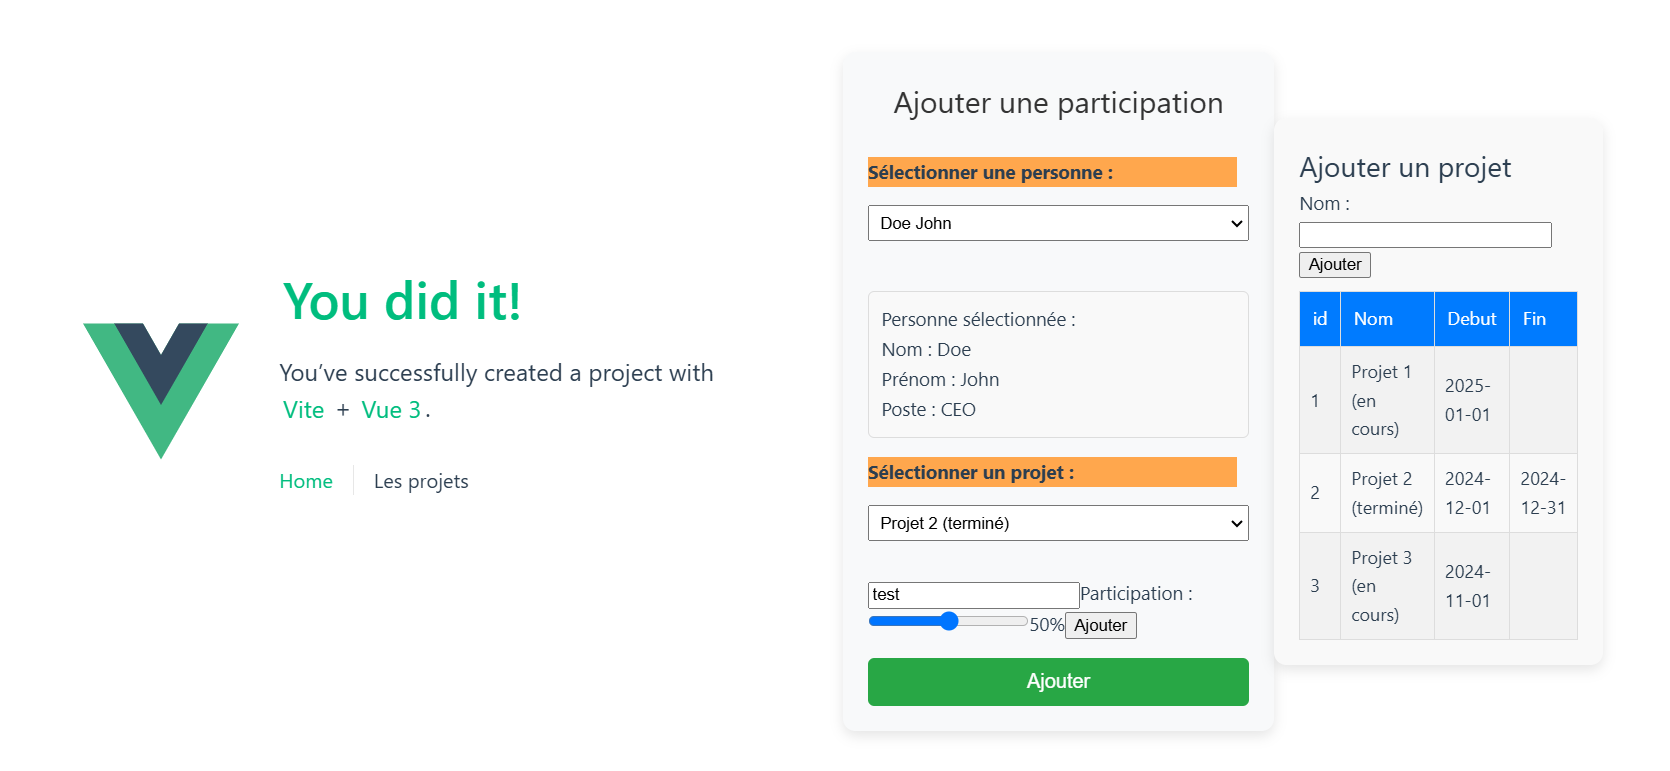 You did it!
You’ve successfully created a project with
Vite + Vue 3.
Home
Les projets
Ajouter une participation
Sélectionner une personne :
Doe John
Personne sélectionnée :
Nom : Doe
Prénom : John
Poste : CEO
Sélectionner un projet :
Projet 2 (terminé)
test Participation :
50% Ajouter
Ajouter
Ajouter un projet
Nom :
Ajouter
id Nom Debut Fin
1 Projet 1 (en cours) 2025-01-01
2 Projet 2 (terminé) 2024-12-01 2024-12-31
3 Projet 3 (en cours) 2024-11-01